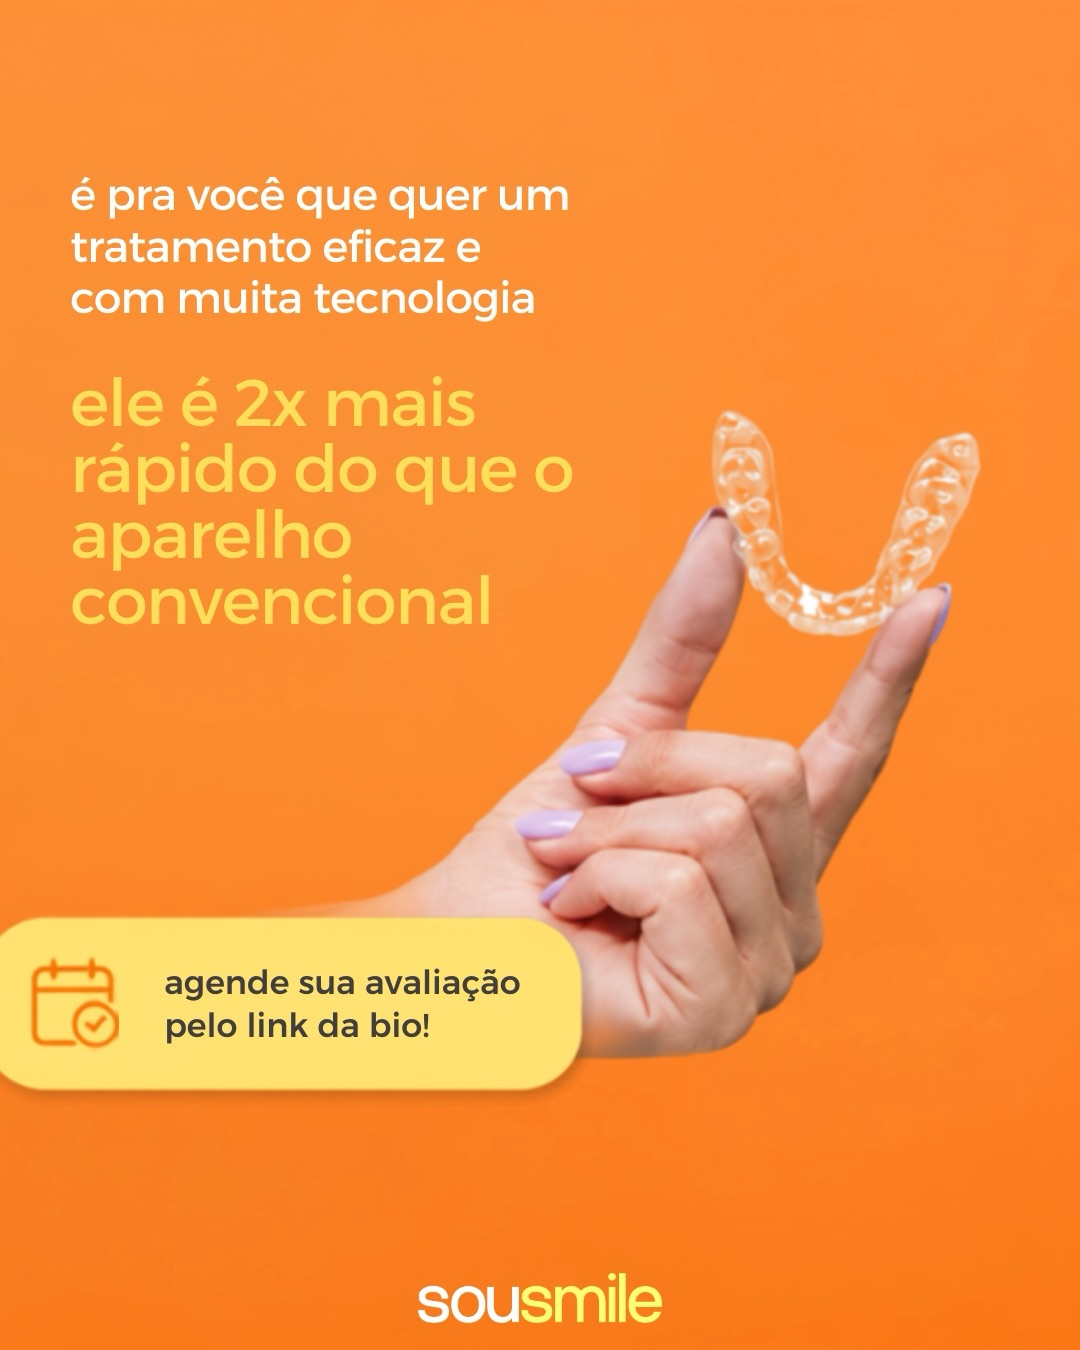 é pra você que quer um
tratamento eficaz e
com muita tecnologia
ele é 2x mais
rápido do que o
aparelho
convencional
agende sua avaliação
pelo link da bio!
sousmile